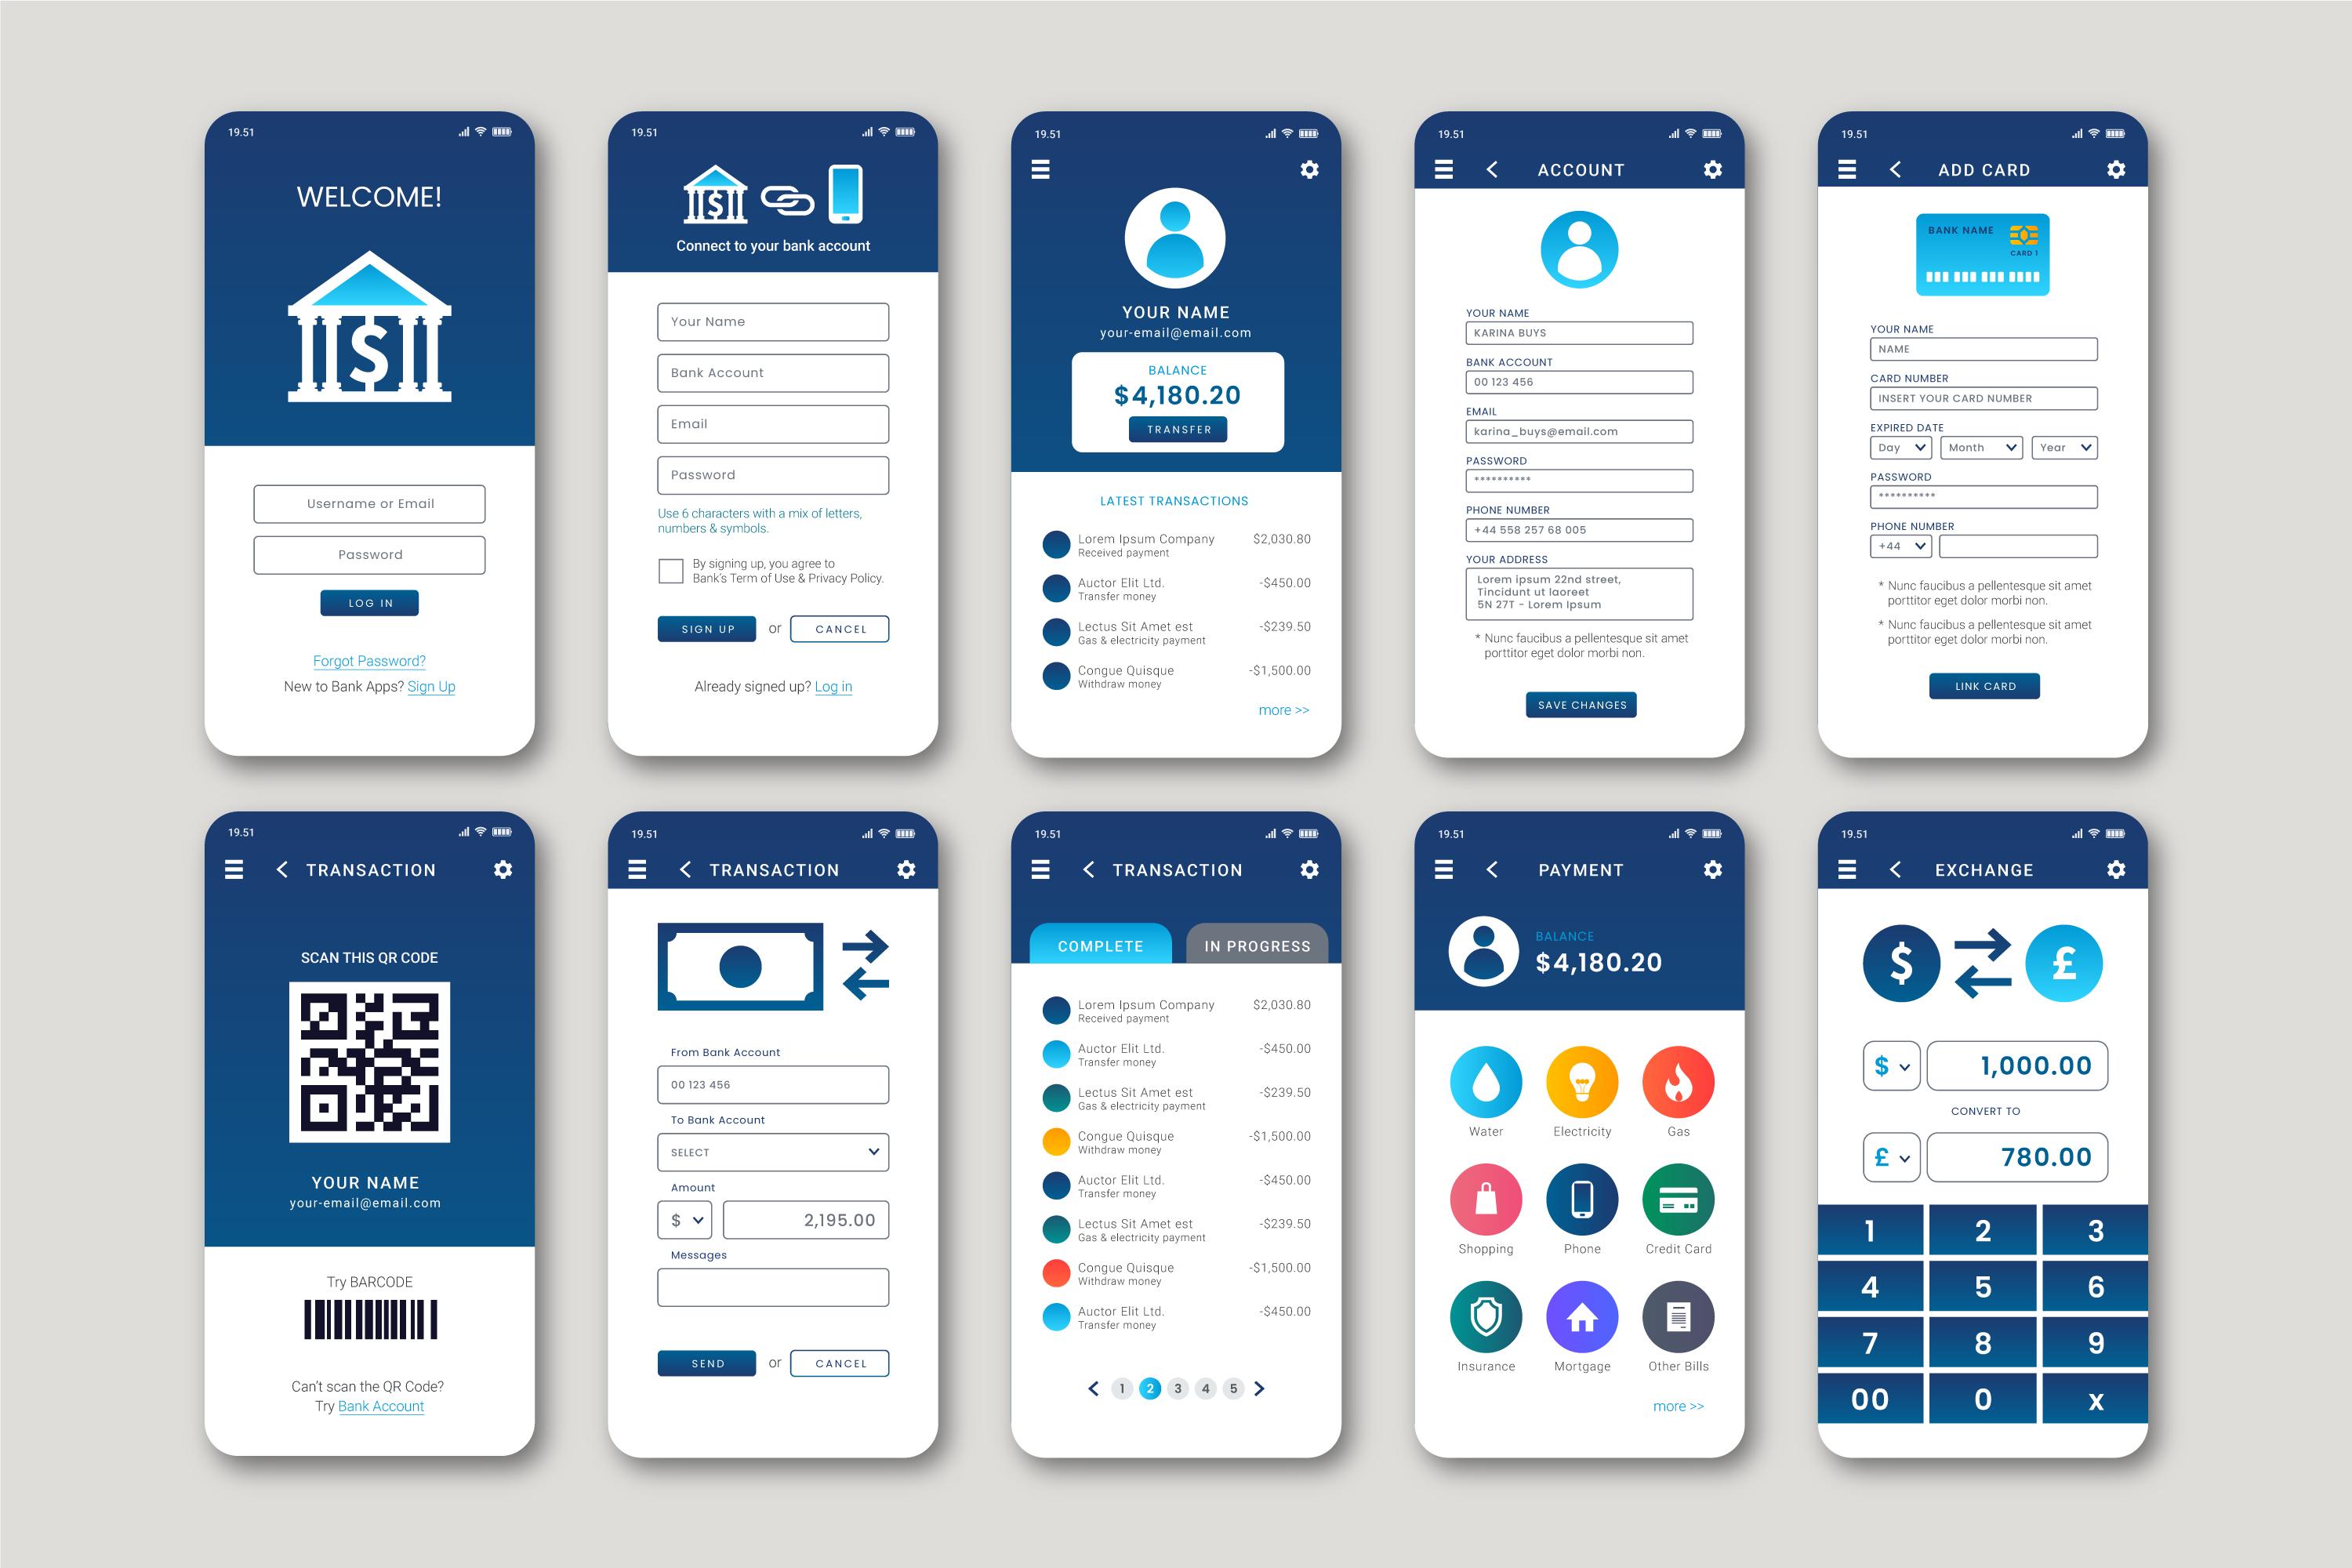 19.51
WELCOME!
$
Username or Email
Password
LOG IN
Forgot Password?
New to Bank Apps? Sign Up
19.51
$
Connect to your bank account
Your Name
Bank Account
Email
Password
Use 6 characters with a mix of letters,
numbers & symbols.
By signing up, you agree to
Bank's Term of Use & Privacy Policy.
SIGN UP or CANCEL
Already signed up? Log in
19.51
YOUR NAME
your-email@email.com
BALANCE
$4,180.20
TRANSFER
LATEST TRANSACTIONS
Lorem Ipsum Company $2,030.80
Received payment
Auctor Elit Ltd. -$450.00
Transfer money
Lectus Sit Amet est -$239.50
Gas & electricity payment
Congue Quisque -$1,500.00
Withdraw money
more >>
19.51
ACCOUNT
YOUR NAME
KARINA BUYS
BANK ACCOUNT
00 123 456
EMAIL
karina_buys@email.com
PASSWORD
**********
PHONE NUMBER
+44 558 257 68 005
YOUR ADDRESS
Lorem ipsum 22nd street,
Tincidunt ut laoreet
5N 27T - Lorem Ipsum
* Nunc faucibus a pellentesque sit amet
porttitor eget dolor morbi non.
SAVE CHANGES
19.51
ADD CARD
BANK NAME
CARD 1
YOUR NAME
NAME
CARD NUMBER
INSERT YOUR CARD NUMBER
EXPIRED DATE
Day Month Year
PASSWORD
**********
PHONE NUMBER
+44
* Nunc faucibus a pellentesque sit amet
porttitor eget dolor morbi non.
* Nunc faucibus a pellentesque sit amet
porttitor eget dolor morbi non.
LINK CARD
19.51
TRANSACTION
SCAN THIS QR CODE
YOUR NAME
your-email@email.com
Try BARCODE
Can't scan the QR Code?
Try Bank Account
19.51
TRANSACTION
From Bank Account
00 123 456
To Bank Account
SELECT
Amount
$ 2,195.00
Messages
SEND or CANCEL
19.51
TRANSACTION
COMPLETE IN PROGRESS
Lorem Ipsum Company $2,030.80
Received payment
Auctor Elit Ltd. -$450.00
Transfer money
Lectus Sit Amet est -$239.50
Gas & electricity payment
Congue Quisque -$1,500.00
Withdraw money
Auctor Elit Ltd. -$450.00
Transfer money
Lectus Sit Amet est -$239.50
Gas & electricity payment
Congue Quisque -$1,500.00
Withdraw money
Auctor Elit Ltd. -$450.00
Transfer money
1 2 3 4 5
19.51
PAYMENT
BALANCE
$4,180.20
Water Electricity Gas
Shopping Phone Credit Card
Insurance Mortgage Other Bills
more >>
19.51
EXCHANGE
$ £
$ 1,000.00
CONVERT TO
£ 780.00
1 2 3
4 5 6
7 8 9
00 0 x